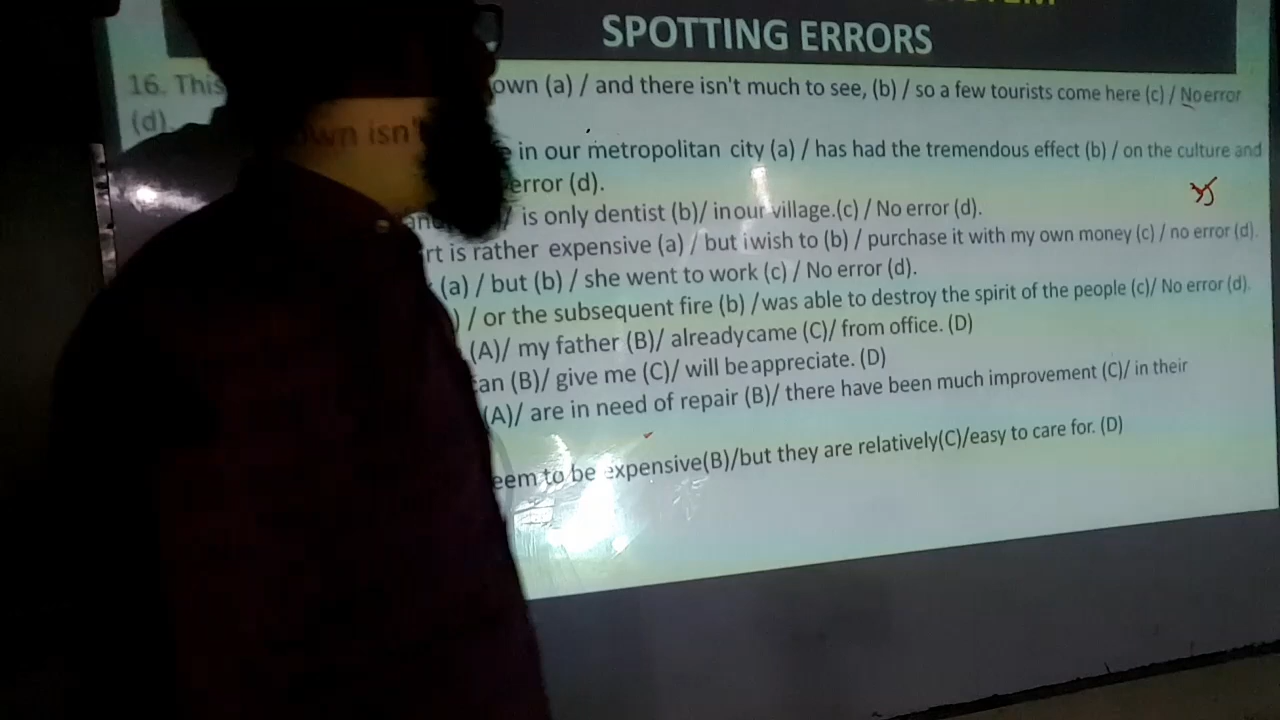 SPOTTING ERRORS
16. This own (a) / and there isn't much to see, (b) / so a few tourists come here (c) / No error
(d).
wn isn'
in our metropolitan city (a) / has had the tremendous effect (b) / on the culture and
error (d).
/ is only dentist (b)/ in our village.(c) / No error (d).
rt is rather expensive (a) / but i wish to (b) / purchase it with my own money (c) / no error (d).
(a) / but (b) / she went to work (c) / No error (d).
) / or the subsequent fire (b) / was able to destroy the spirit of the people (c)/ No error (d).
(A)/ my father (B)/ already came (C)/ from office. (D)
an (B)/ give me (C)/ will be appreciate. (D)
(A)/ are in need of repair (B)/ there have been much improvement (C)/ in their
eem to be expensive(B)/but they are relatively(C)/easy to care for. (D)